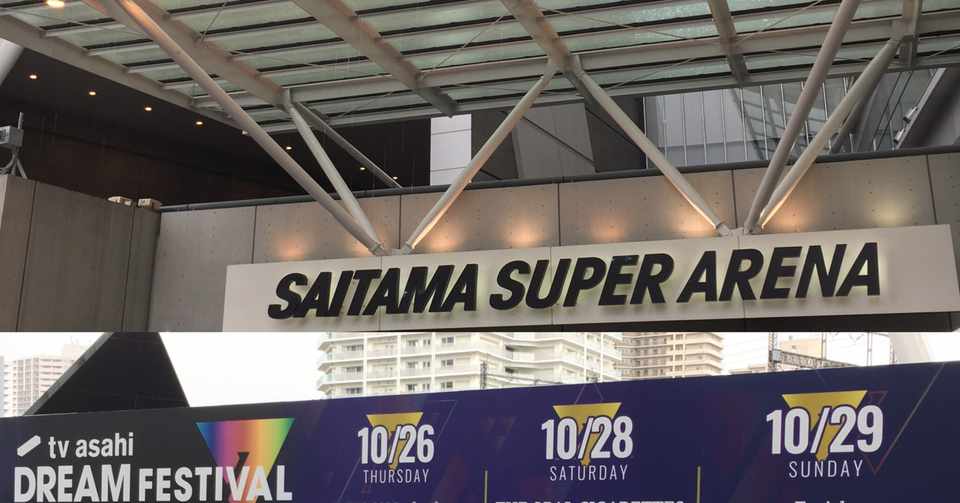 SAITAMA SUPER ARENA
tv asahi
DREAM FESTIVAL
10/26
THURSDAY
10/28
SATURDAY
10/29
SUNDAY